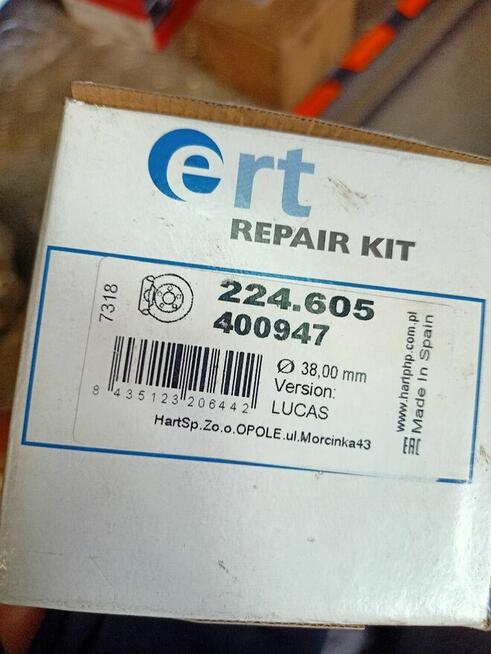 ert
REPAIR KIT
7318
224.605
400947
Ø 38,00 mm
Version:
LUCAS
8 435123 206442
HartSp.Zo.o.OPOLE.ul.Morcinka43
www.hartphp.com.pl
Made In Spain
EAC